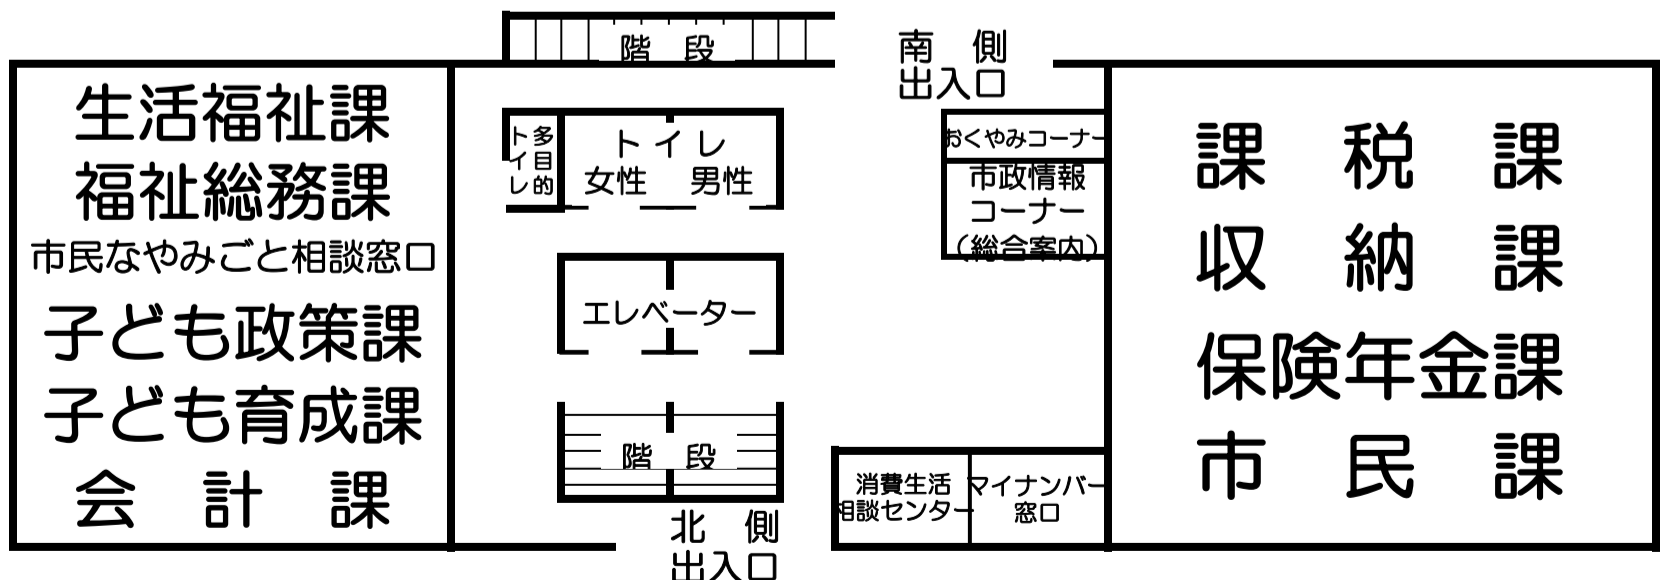 階　段
南　側
出入口
生活福祉課
福祉総務課
市民なやみごと相談窓口
子ども政策課
子ども育成課
会　計　課
多目的
トイレ
トイレ
女性　男性
エレベーター
階　段
北　側
出入口
おくやみコーナー
市政情報
コーナー
（総合案内）
消費生活
相談センター
マイナンバー
窓口
課　税　課
収　納　課
保険年金課
市　民　課